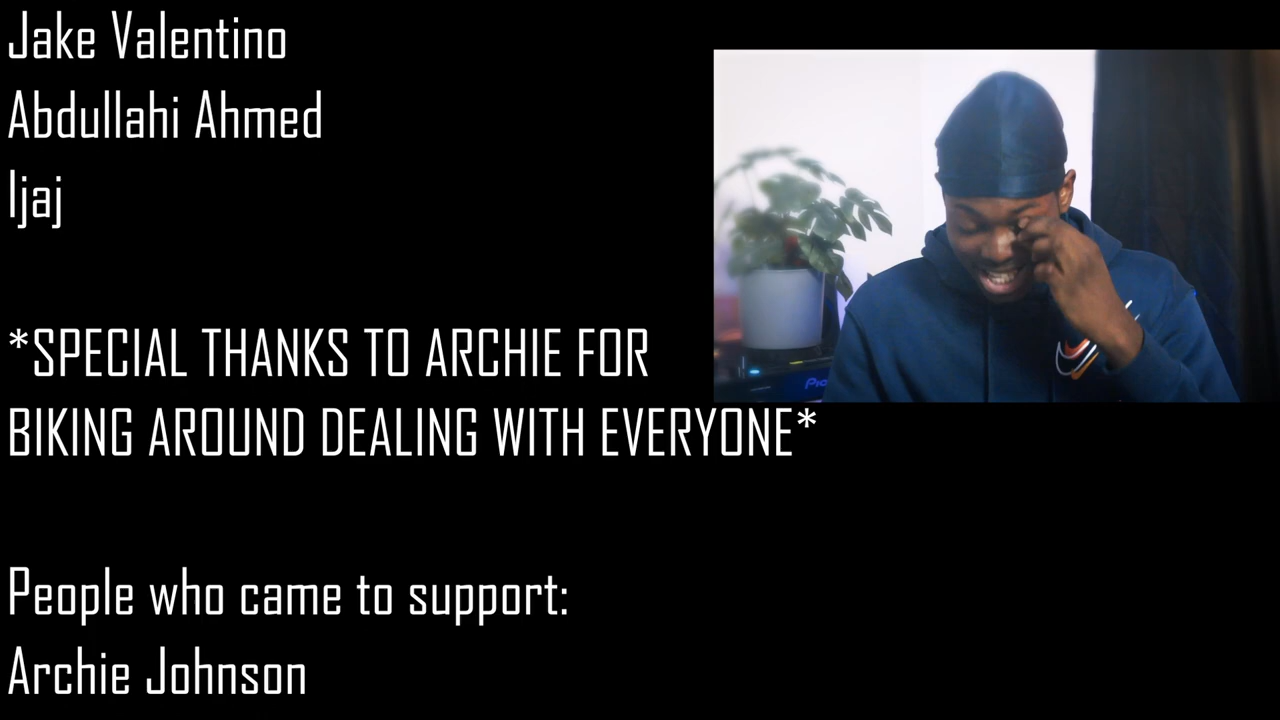 Jake Valentino
Abdullahi Ahmed
Ijaj
*SPECIAL THANKS TO ARCHIE FOR
BIKING AROUND DEALING WITH EVERYONE*
People who came to support:
Archie Johnson